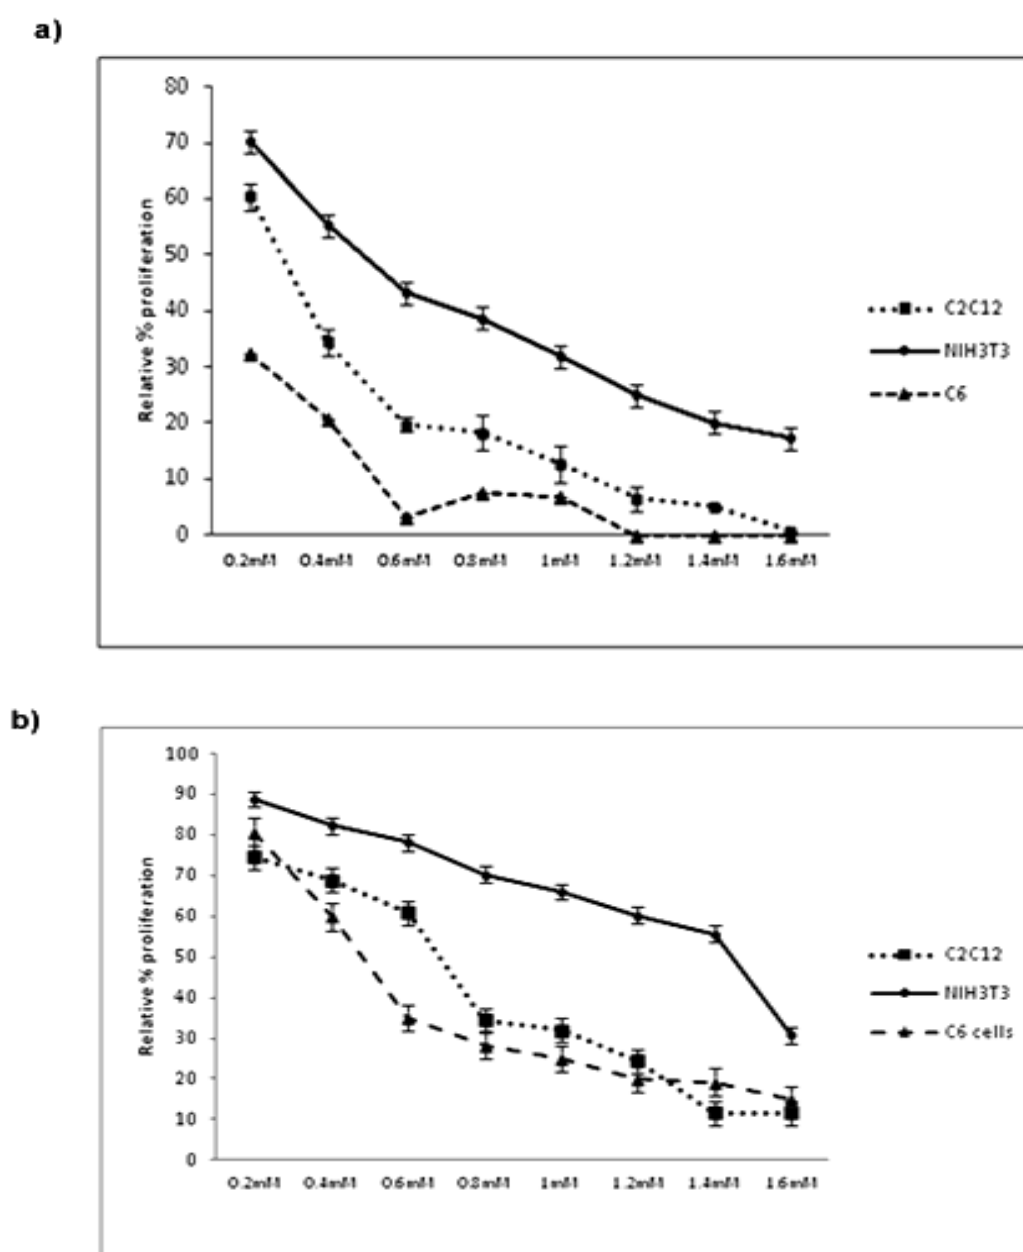 a)
80
70
60
50
40
30
20
10
0
Relative % proliferation
0.2mM 0.4mM 0.6mM 0.8mM 1mM 1.2mM 1.4mM 1.6mM
C2C12
NIH3T3
C6
b)
100
90
80
70
60
50
40
30
20
10
0
Relative % proliferation
0.2mM 0.4mM 0.6mM 0.8mM 1mM 1.2mM 1.4mM 1.6mM
C2C12
NIH3T3
C6 cells